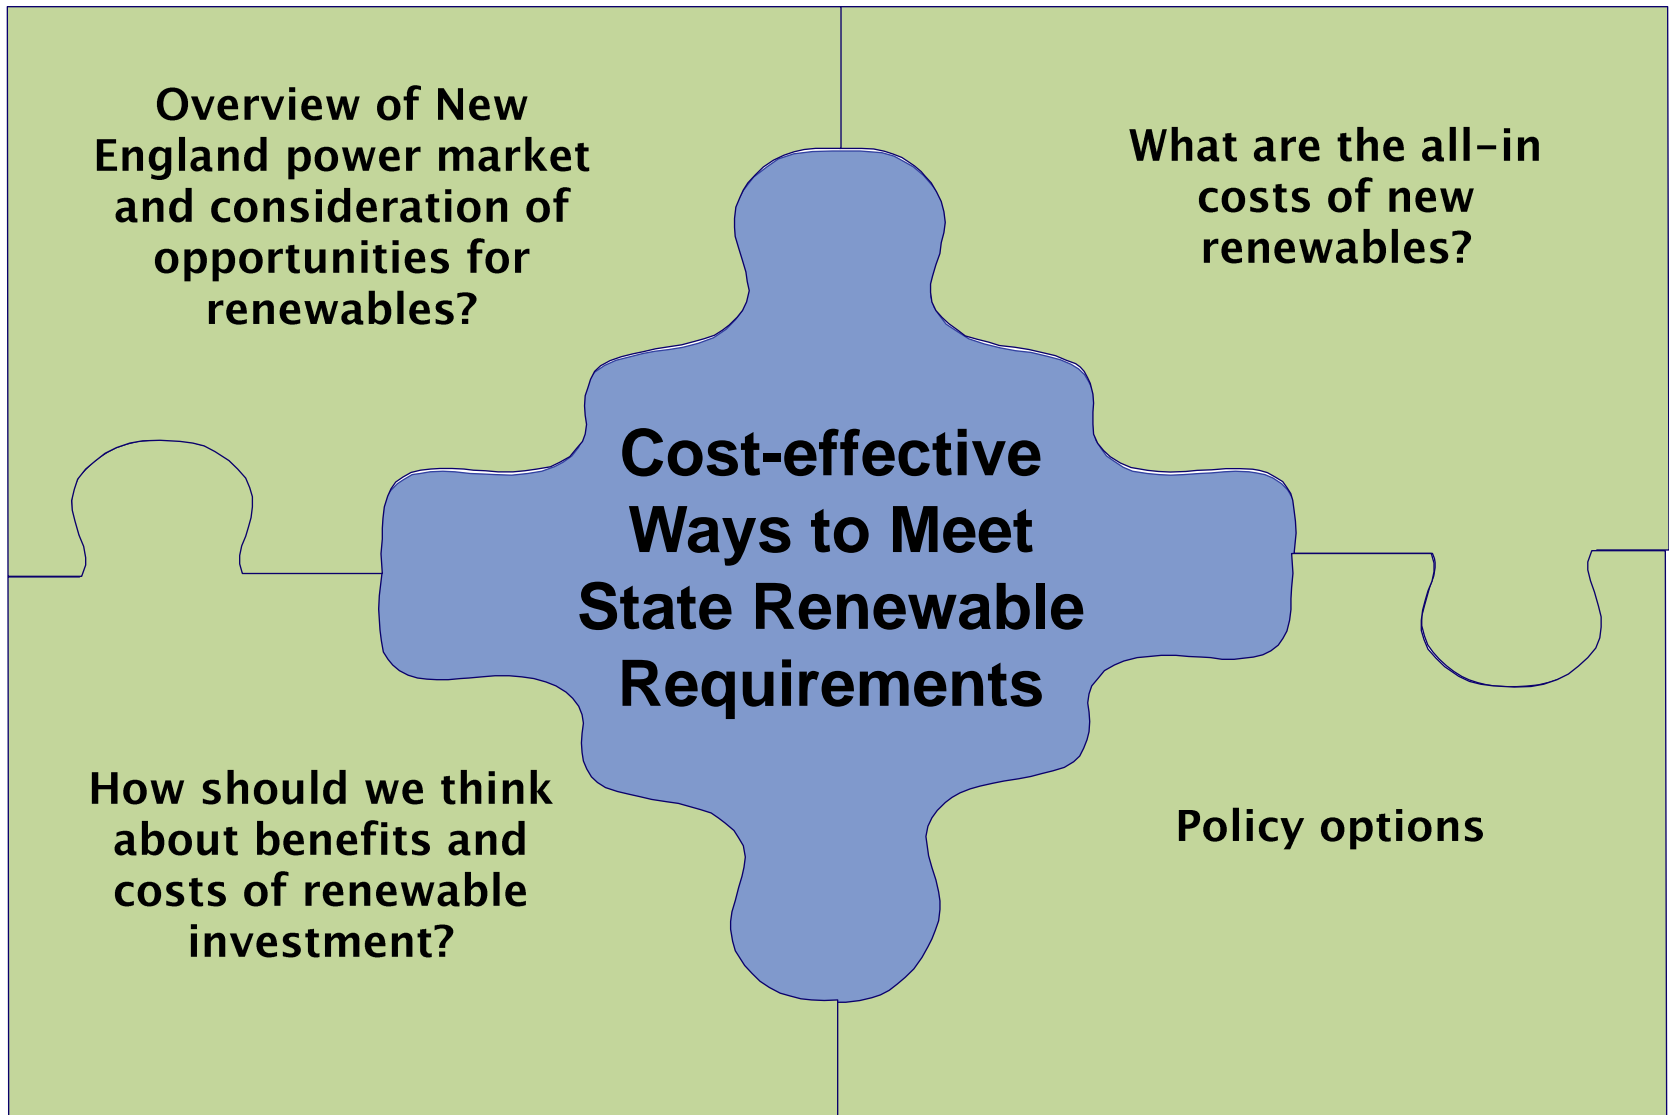 Overview of New
England power market
and consideration of
opportunities for
renewables?
What are the all-in
costs of new
renewables?
Cost-effective
Ways to Meet
State Renewable
Requirements
How should we think
about benefits and
costs of renewable
investment?
Policy options